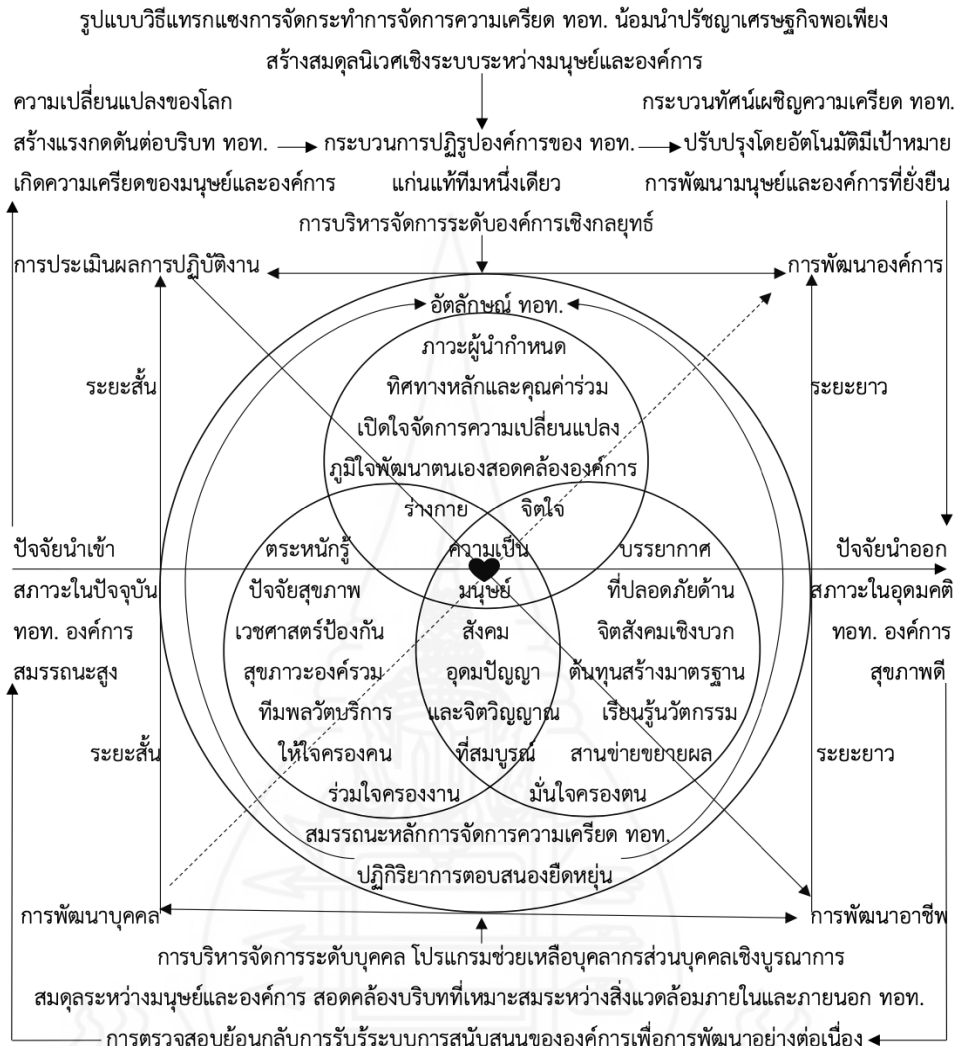 รูปแบบวิธีแทรกแซงการจัดกระทำการจัดการความเครียด ทอท. น้อมนำปรัชญาเศรษฐกิจพอเพียง
สร้างสมดุลนิเวศเชิงระบบระหว่างมนุษย์และองค์การ
ความเปลี่ยนแปลงของโลก
สร้างแรงกดดันต่อบริบท ทอท.
เกิดความเครียดของมนุษย์และองค์การ
กระบวนการปฏิรูปองค์การของ ทอท.
แก่นแท้ทีมหนึ่งเดียว
กระบวนทัศน์เผชิญความเครียด ทอท.
ปรับปรุงโดยอัตโนมัติมีเป้าหมาย
การพัฒนามนุษย์และองค์การที่ยั่งยืน
การบริหารจัดการระดับองค์การเชิงกลยุทธ์
การประเมินผลการปฏิบัติงาน
การพัฒนาองค์การ
อัตลักษณ์ ทอท.
ภาวะผู้นำกำหนด
ทิศทางหลักและคุณค่าร่วม
เปิดใจจัดการความเปลี่ยนแปลง
ภูมิใจพัฒนาตนเองสอดคล้ององค์การ
ระยะสั้น
ระยะยาว
ร่างกาย
จิตใจ
ปัจจัยนำเข้า
สภาวะในปัจจุบัน
ทอท. องค์การ
สมรรถนะสูง
ตระหนักรู้
ปัจจัยสุขภาพ
เวชศาสตร์ป้องกัน
สุขภาวะองค์รวม
ทีมพลวัตบริการ
ให้ใจครองคน
ร่วมใจครองงาน
ความเป็น
มนุษย์
สังคม
อุดมปัญญา
และจิตวิญญาณ
ที่สมบูรณ์
บรรยากาศ
ที่ปลอดภัยด้าน
จิตสังคมเชิงบวก
ต้นทุนสร้างมาตรฐาน
เรียนรู้นวัตกรรม
สานข่ายขยายผล
มั่นใจครองตน
ปัจจัยนำออก
สภาวะในอุดมคติ
ทอท. องค์การ
สุขภาพดี
ระยะสั้น
ระยะยาว
สมรรถนะหลักการจัดการความเครียด ทอท.
ปฏิกิริยาการตอบสนองยืดหยุ่น
การพัฒนาบุคคล
การพัฒนาอาชีพ
การบริหารจัดการระดับบุคคล โปรแกรมช่วยเหลือบุคลากรส่วนบุคคลเชิงบูรณาการ
สมดุลระหว่างมนุษย์และองค์การ สอดคล้องบริบทที่เหมาะสมระหว่างสิ่งแวดล้อมภายในและภายนอก ทอท.
การตรวจสอบย้อนกลับการรับรู้ระบบการสนับสนุนขององค์การเพื่อการพัฒนาอย่างต่อเนื่อง